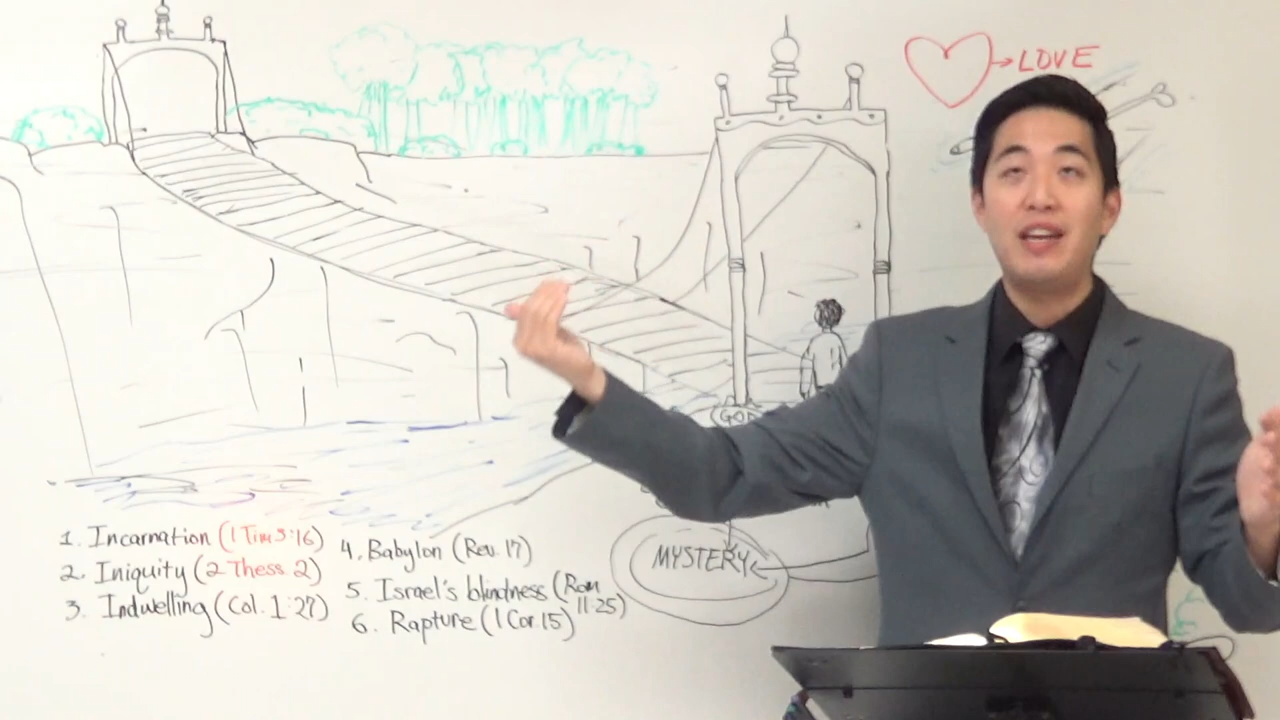 →LOVE
GOD
1. Incarnation (1 Tim 3:16)
2. Iniquity (2 Thess. 2)
3. Indwelling (Col. 1:27)
4. Babylon (Rev. 17)
5. Israel's blindness (Rom
11:25)
6. Rapture (1 Cor. 15)
MYSTERY